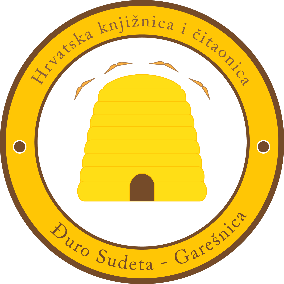 Hrvatska knjižnica i čitaonica
Đuro Sudeta - Garešnica